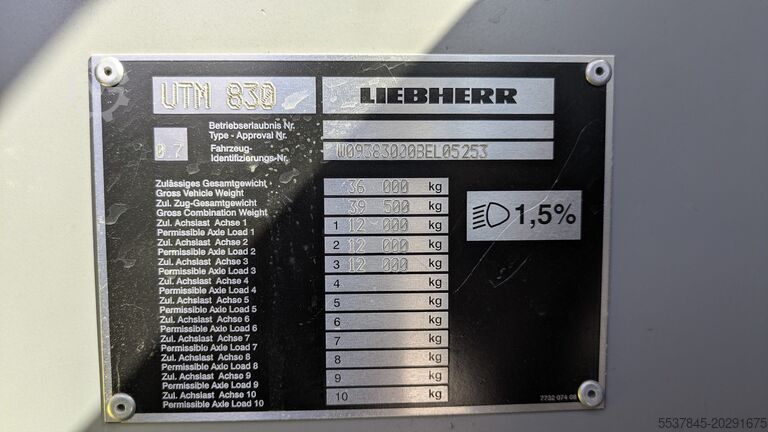 UTM 830 LIEBHERR
Betriebserlaubnis Nr.
Type - Approval Nr.
07 Fahrzeug-
Identifizierungs-Nr. W09383000BEL05253
Zulässiges Gesamtgewicht 36 000 kg
Gross Vehicle Weight
Zul. Zug-Gesamtgewicht 39 500 kg
Gross Combination Weight
Zul. Achslast Achse 1 1 12 000 kg
Permissible Axle Load 1
Zul. Achslast Achse 2 2 12 000 kg
Permissible Axle Load 2
Zul. Achslast Achse 3 3 12 000 kg
Permissible Axle Load 3
Zul. Achslast Achse 4 4 kg
Permissible Axle Load 4
Zul. Achslast Achse 5 5 kg
Permissible Axle Load 5
Zul. Achslast Achse 6 6 kg
Permissible Axle Load 6
Zul. Achslast Achse 7 7 kg
Permissible Axle Load 7
Zul. Achslast Achse 8 8 kg
Permissible Axle Load 8
Zul. Achslast Achse 9 9 kg
Permissible Axle Load 9
Zul. Achslast Achse 10 10 kg
Permissible Axle Load 10
1,5%
7732 074 08
5537845-20291675